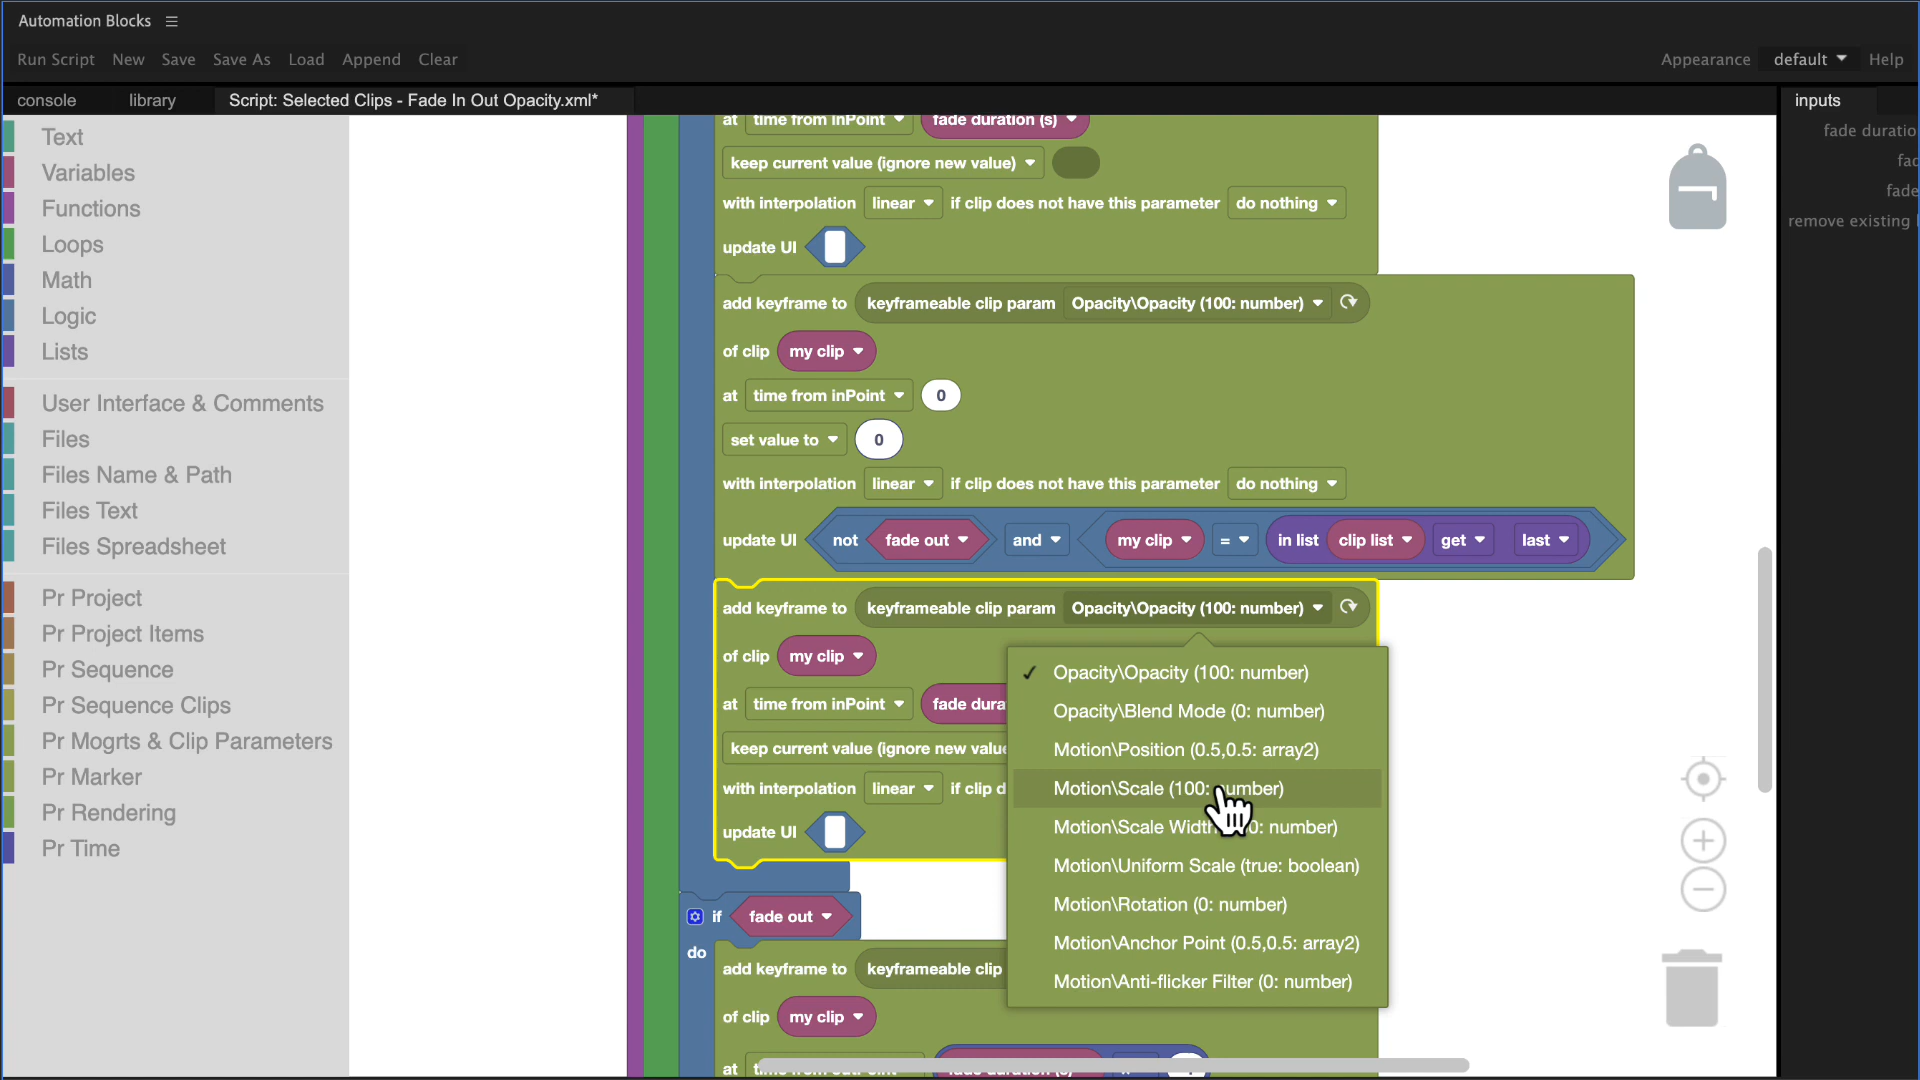 Automation Blocks
Run Script New Save Save As Load Append Clear
Appearance default Help
console library Script: Selected Clips - Fade In Out Opacity.xml*
inputs
Text
Variables
Functions
Loops
Math
Logic
Lists
User Interface & Comments
Files
Files Name & Path
Files Text
Files Spreadsheet
Pr Project
Pr Project Items
Pr Sequence
Pr Sequence Clips
Pr Mogrts & Clip Parameters
Pr Marker
Pr Rendering
Pr Time
at time from inPoint fade duration (s)
keep current value (ignore new value)
with interpolation linear if clip does not have this parameter do nothing
update UI
add keyframe to keyframeable clip param Opacity\Opacity (100: number)
of clip my clip
at time from inPoint 0
set value to 0
with interpolation linear if clip does not have this parameter do nothing
update UI not fade out and my clip = in list clip list get last
add keyframe to keyframeable clip param Opacity\Opacity (100: number)
of clip my clip
at time from inPoint fade dura
keep current value (ignore new value
with interpolation linear if clip d
update UI
✓ Opacity\Opacity (100: number)
Opacity\Blend Mode (0: number)
Motion\Position (0.5,0.5: array2)
Motion\Scale (100: number)
Motion\Scale Width 0: number)
Motion\Uniform Scale (true: boolean)
Motion\Rotation (0: number)
Motion\Anchor Point (0.5,0.5: array2)
Motion\Anti-flicker Filter (0: number)
if fade out
do
add keyframe to keyframeable clip
of clip my clip
at
fade duratio
fad
fade
remove existing